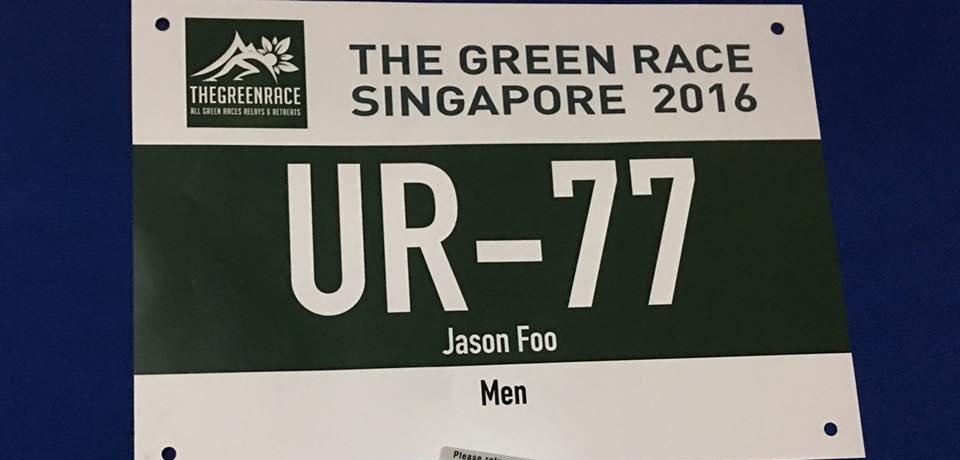 THEGREENRACE
ALL GREEN RACES RELAYS & RETREATS
THE GREEN RACE
SINGAPORE 2016
UR-77
Jason Foo
Men
Please